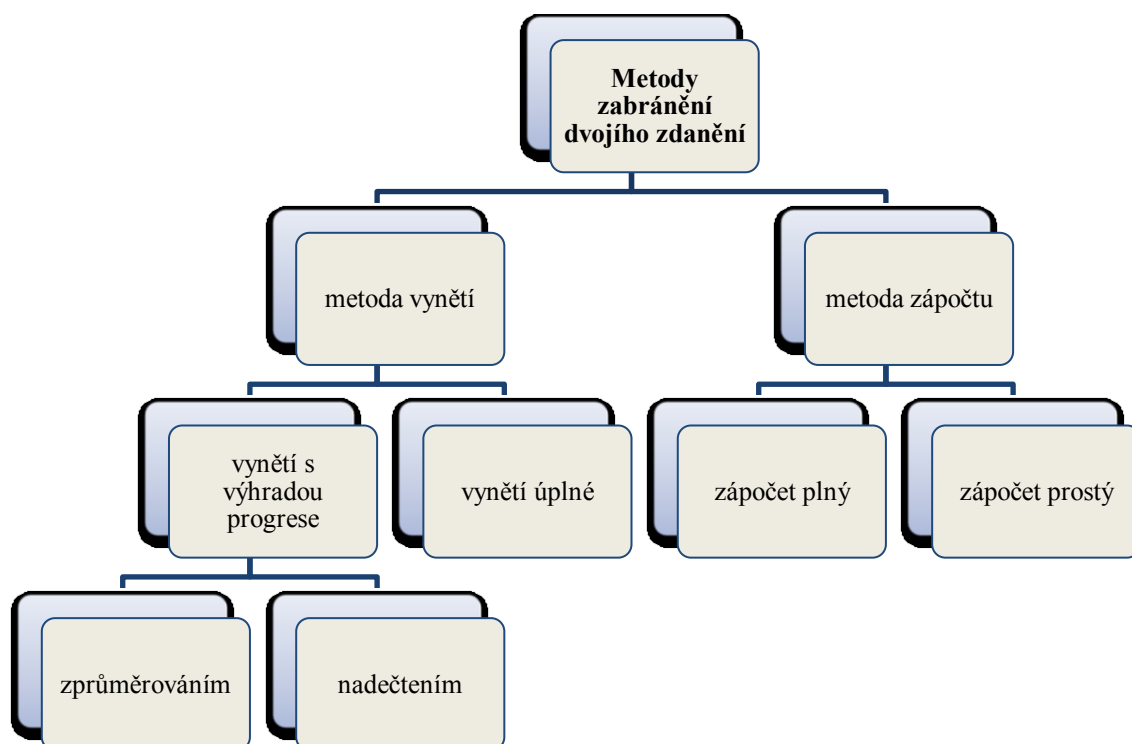 Metody
zabránění
dvojího zdanění
metoda vynětí
metoda zápočtu
vynětí s
výhradou
progrese
vynětí úplné
zápočet plný
zápočet prostý
zprůměrováním
nadečtením